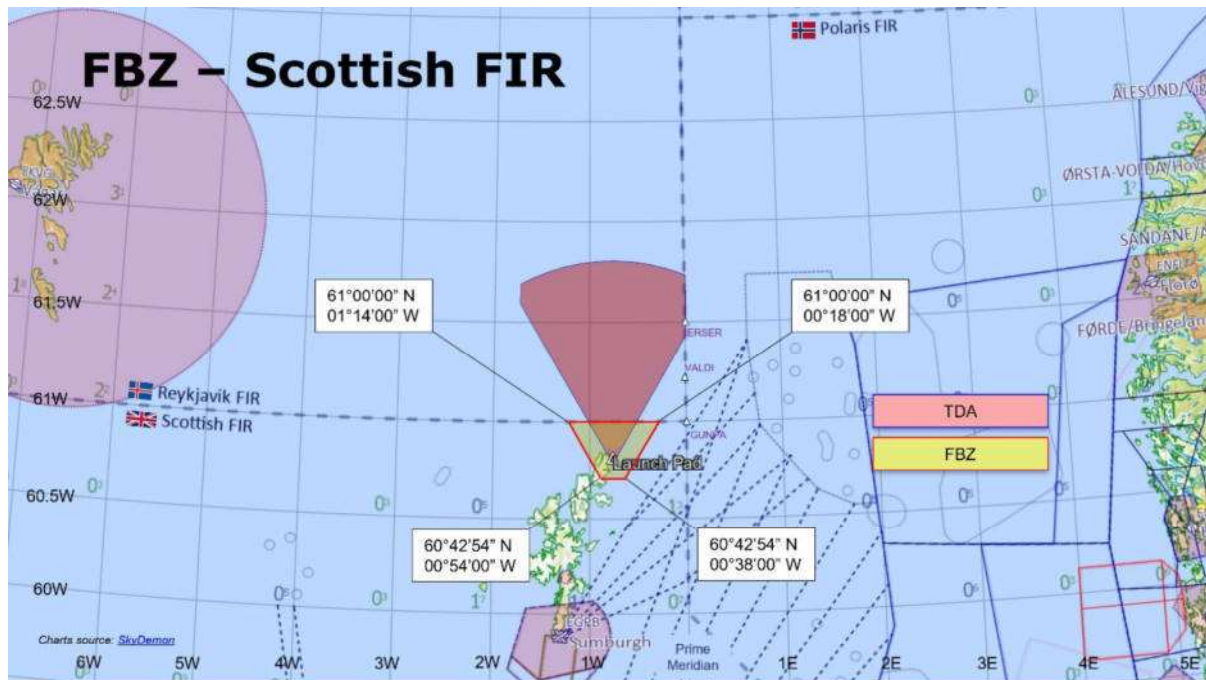 FBZ – Scottish FIR
Polaris FIR
62.5W
ALESUND/Vig
ØRSTA-VOLDA/Hov
62W
SANDANE/A
61°00'00" N
01°14'00" W
61°00'00" N
00°18'00" W
61.5W
ERSER
Florø
FØRDE/Bringeland
VALDI
Reykjavík FIR
61W
Scottish FIR
TDA
GUNPA
FBZ
Launch Pad
60.5W
60°42'54" N
00°54'00" W
60°42'54" N
00°38'00" W
60W
EGPB
Sumburgh
Charts source: SkyDemon
Prime
Meridian
6W 5W 4W 3W 2W 1W 1E 2E 3E 4E 5E